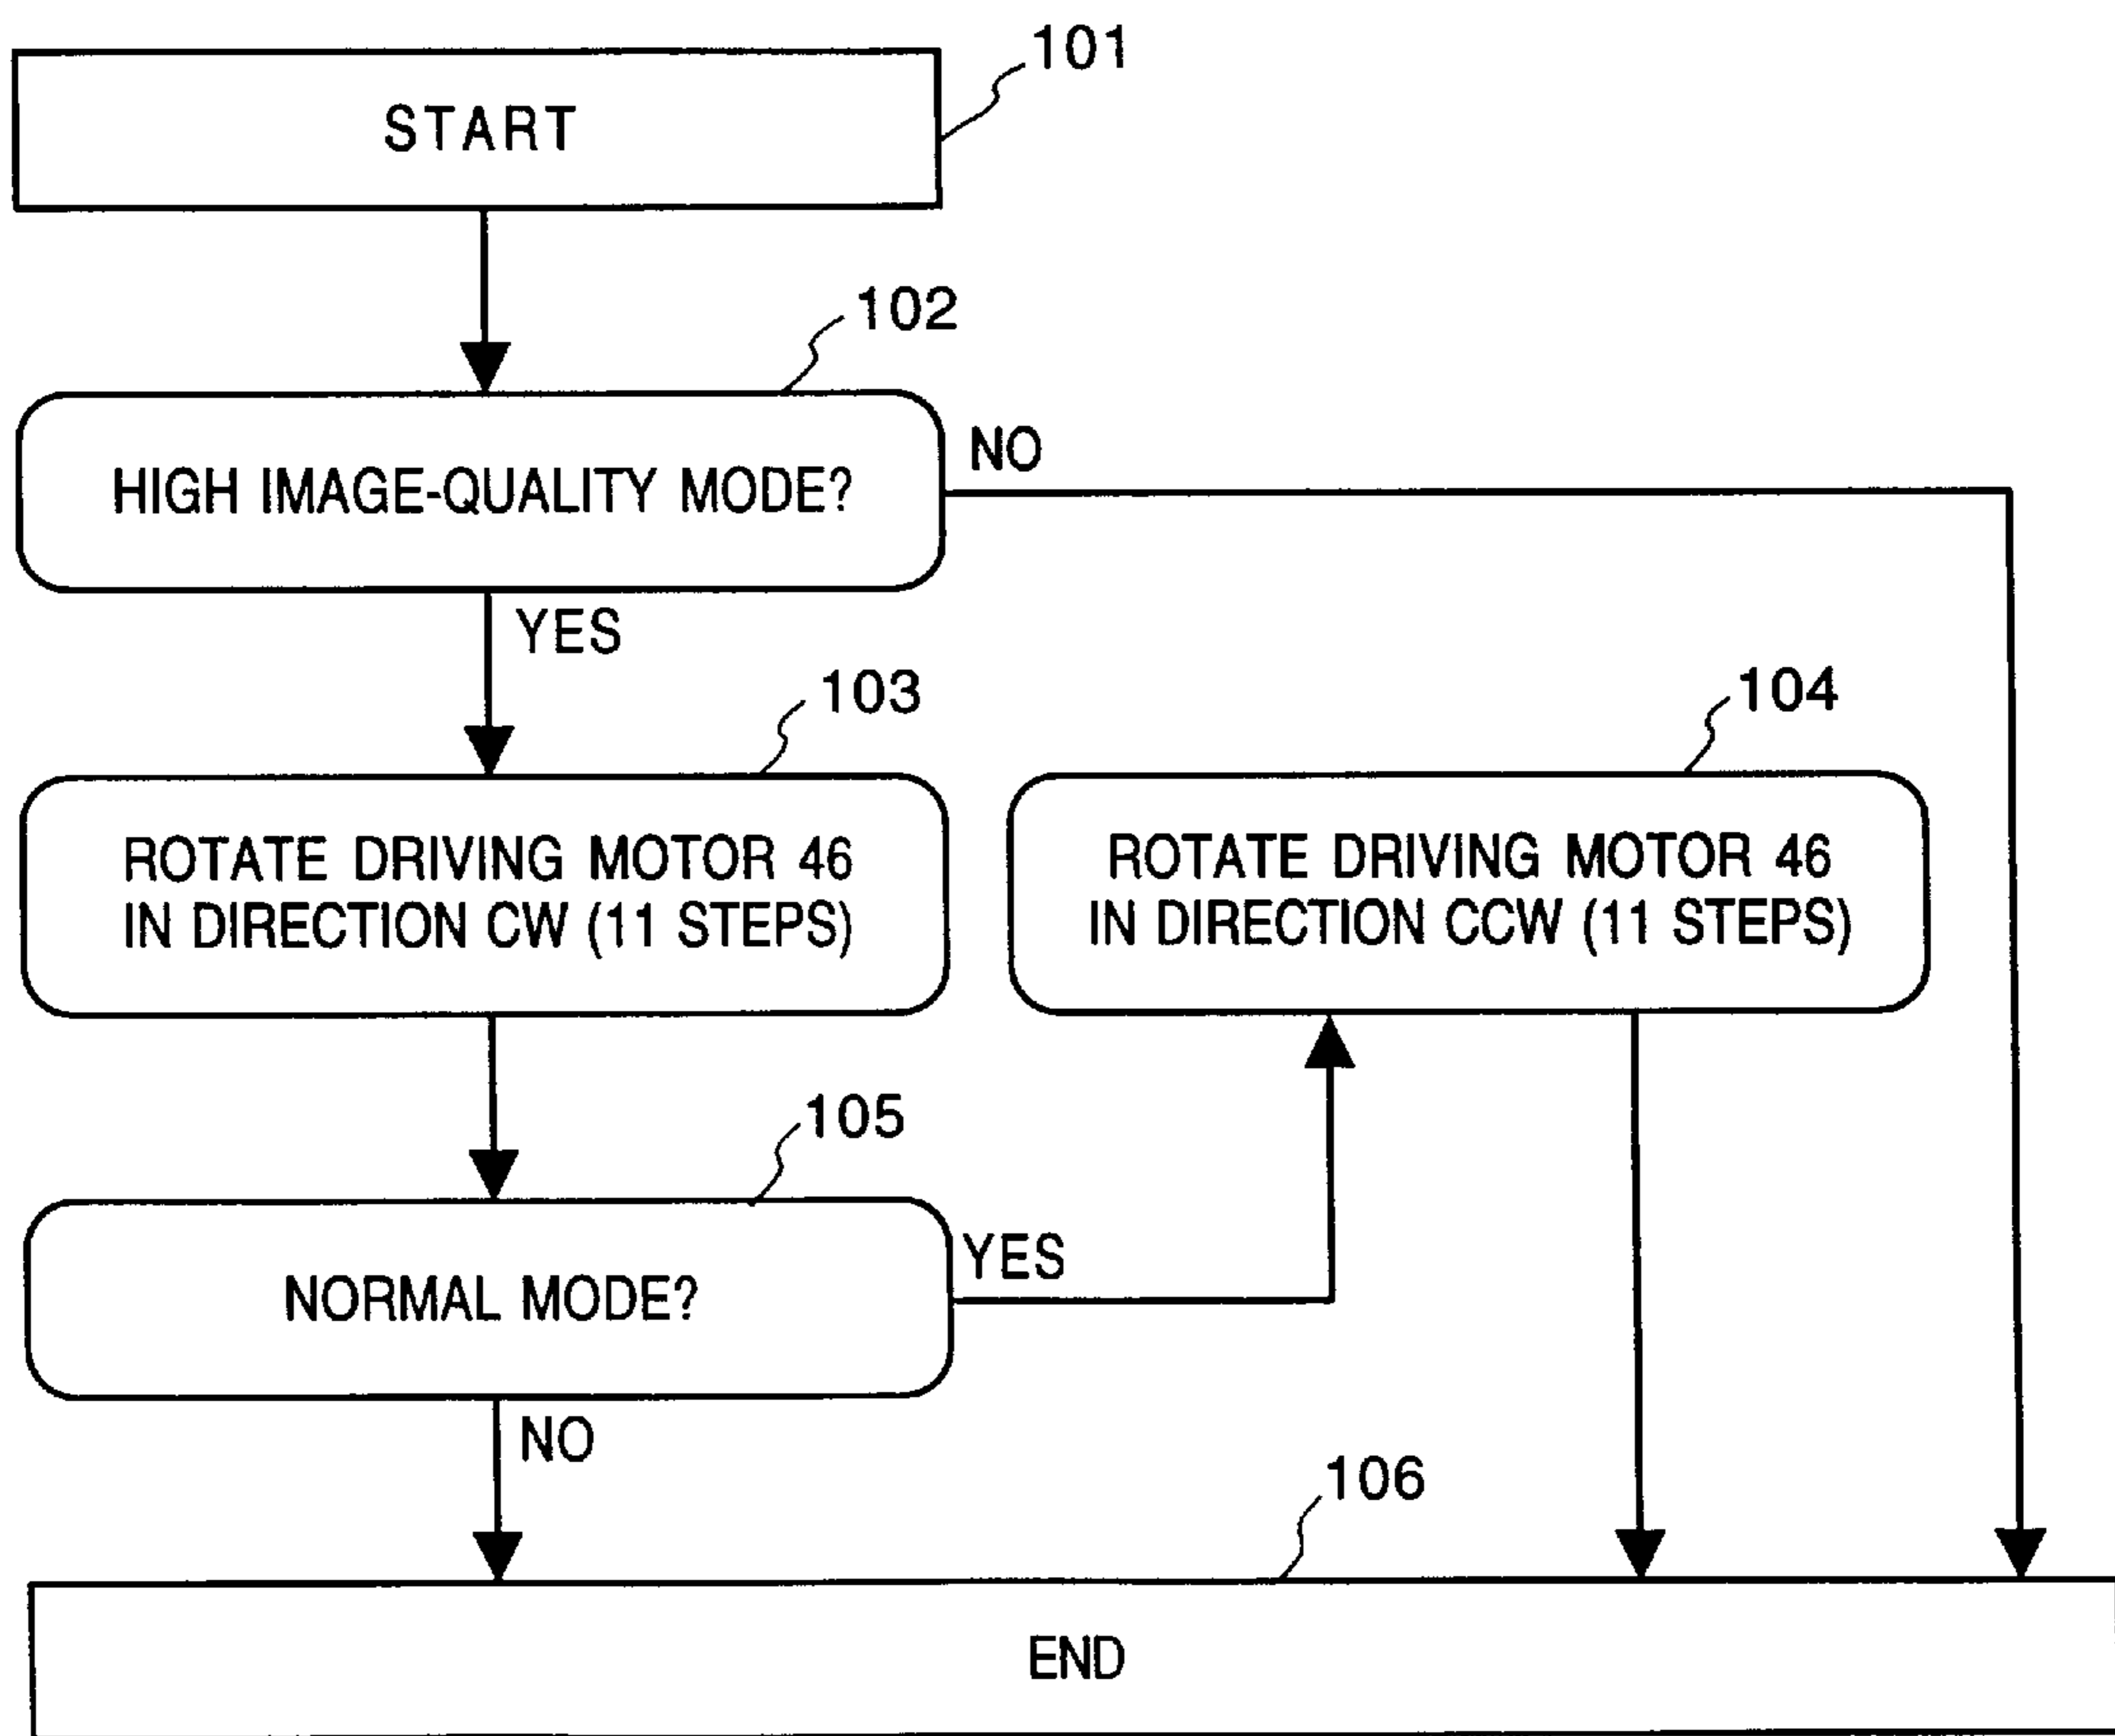 101
START
102
HIGH IMAGE-QUALITY MODE?
NO
YES
103
ROTATE DRIVING MOTOR 46
IN DIRECTION CW (11 STEPS)
104
ROTATE DRIVING MOTOR 46
IN DIRECTION CCW (11 STEPS)
105
NORMAL MODE?
YES
NO
106
END